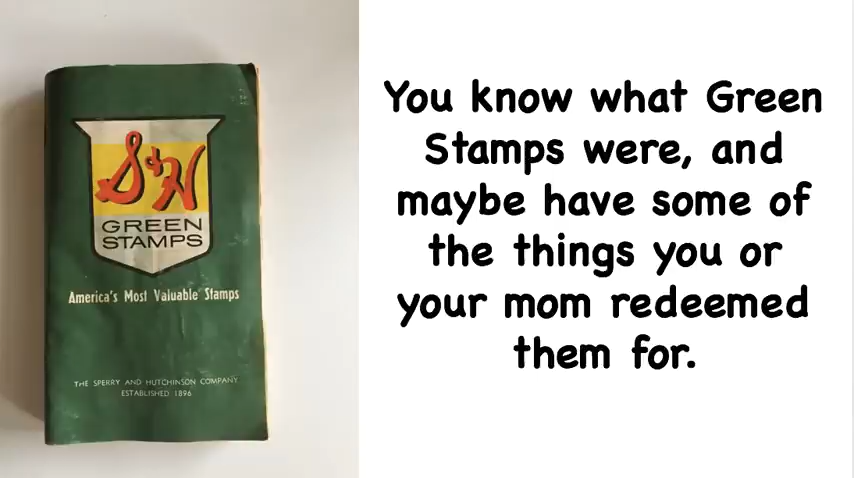 S&H
GREEN
STAMPS
America's Most Valuable Stamps
THE SPERRY AND HUTCHINSON COMPANY
ESTABLISHED 1896
You know what Green
Stamps were, and
maybe have some of
the things you or
your mom redeemed
them for.